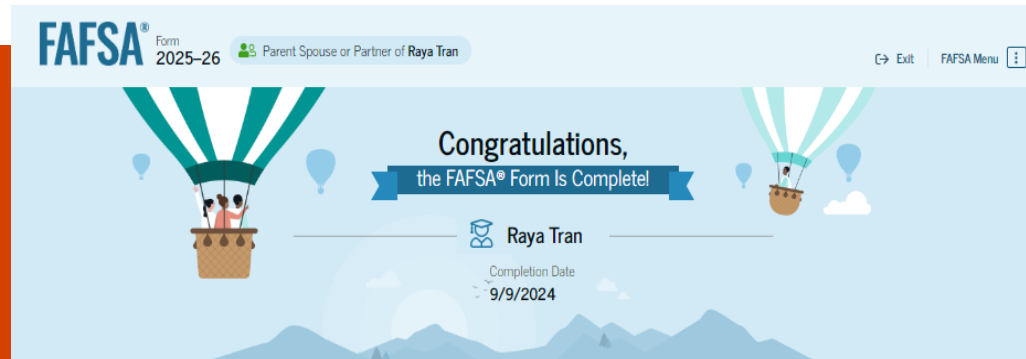 FAFSA® Form 2025–26 Parent Spouse or Partner of Raya Tran
Exit FAFSA Menu
Congratulations,
the FAFSA® Form Is Complete!
Raya Tran
Completion Date
9/9/2024